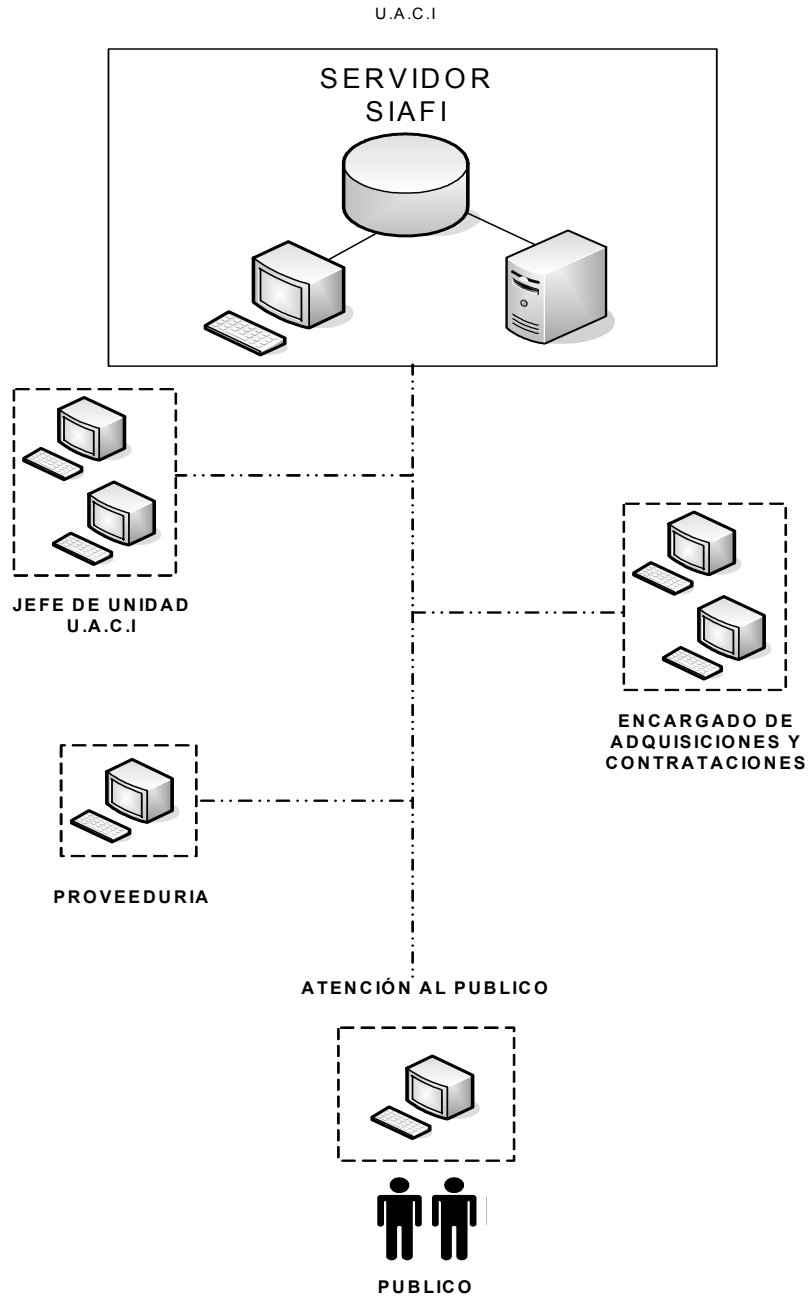 U.A.C.I
SERVIDOR
SIAFI
JEFE DE UNIDAD
U.A.C.I
ENCARGADO DE
ADQUISICIONES Y
CONTRATACIONES
PROVEEDURIA
ATENCIÓN AL PUBLICO
PUBLICO